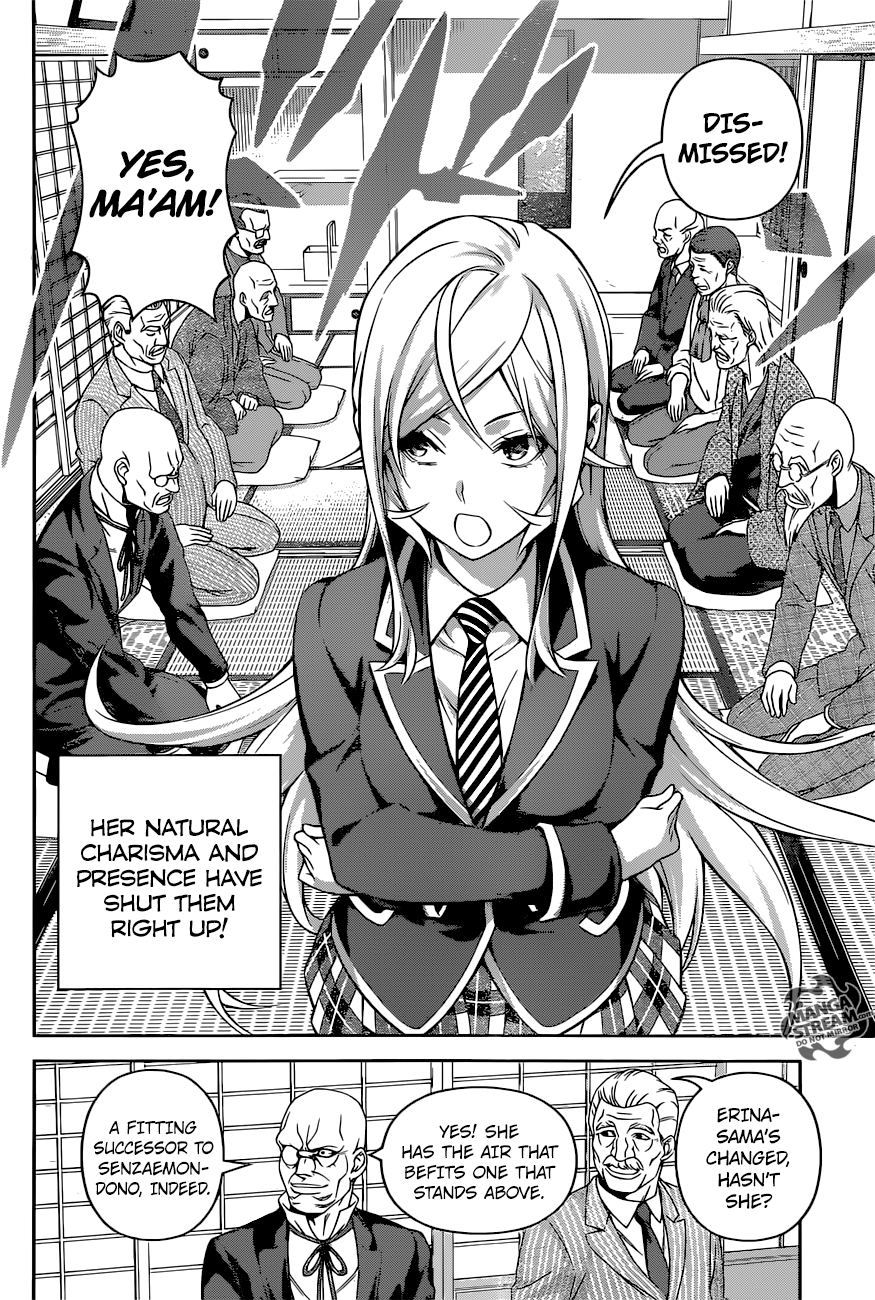 DIS-
MISSED!
YES,
MA'AM!
HER NATURAL
CHARISMA AND
PRESENCE HAVE
SHUT THEM
RIGHT UP!
MANGA
STREAM.com
DO NOT MIRROR
ERINA-
SAMA'S
CHANGED,
HASN'T
SHE?
YES! SHE
HAS THE AIR THAT
BEFITS ONE THAT
STANDS ABOVE.
A FITTING
SUCCESSOR TO
SENZAEMON-
DONO, INDEED.